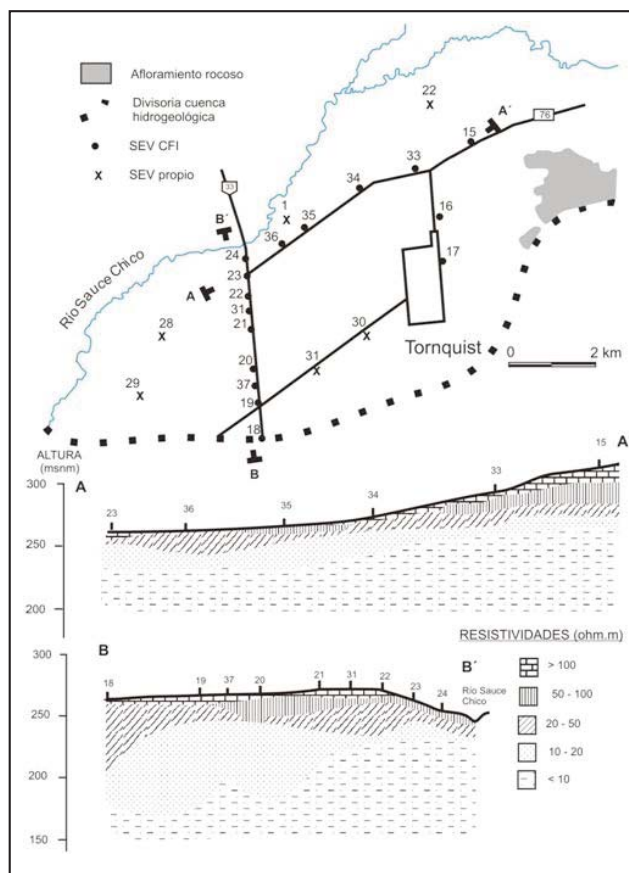 Afloramiento rocoso
Divisoria cuenca
hidrogeológica
SEV CFI
SEV propio
22
A´
76
15
33
34
33
1
35
16
B´
36
24
17
23
A
22
28
31
30
21
Río Sauce Chico
Tornquist
20
31
0 2 km
29
37
19
18
B
ALTURA
(msnm)
A
A
15
300
33
23
36
35
34
250
200
RESISTIVIDADES (ohm.m)
300
B
B´
> 100
18
19
37
20
21
31
22
23
24
Río Sauce
Chico
50 - 100
250
20 - 50
200
10 - 20
< 10
150